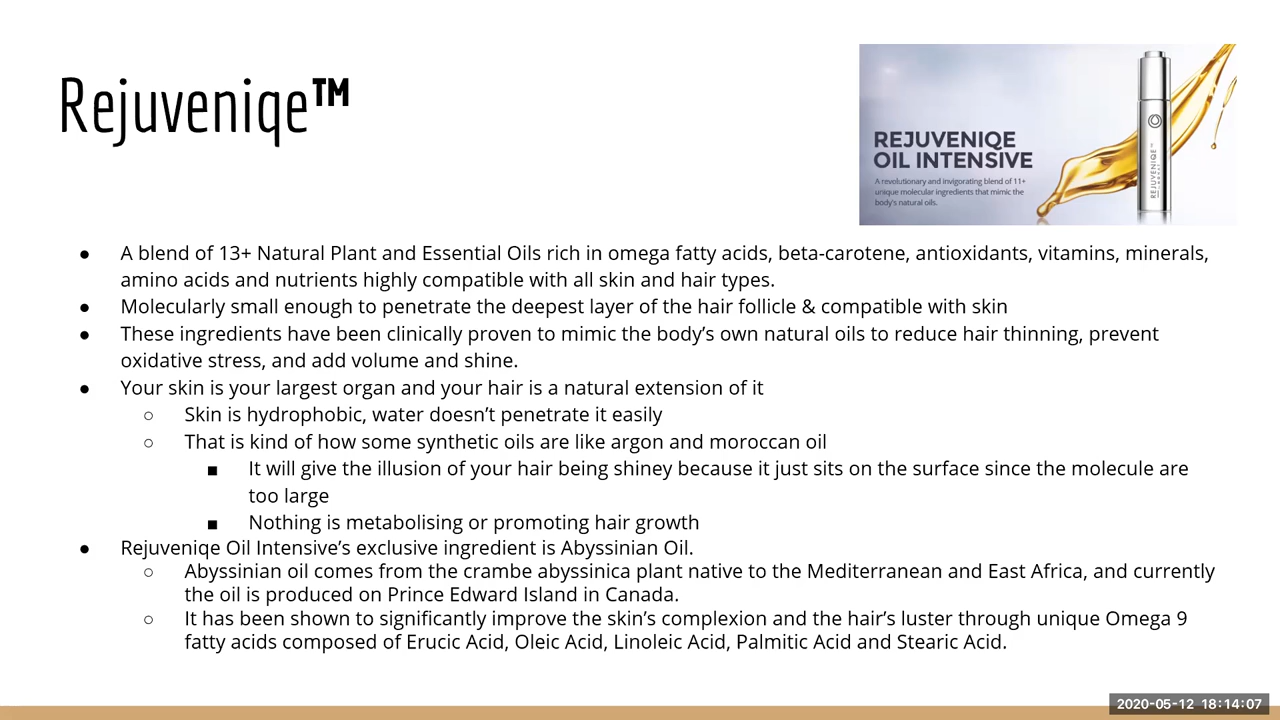 Rejuveniqe™
REJUVENIQE
OIL INTENSIVE
A revolutionary and invigorating blend of 11+
unique molecular ingredients that mimic the
body's natural oils.
REJUVENIQE™
● A blend of 13+ Natural Plant and Essential Oils rich in omega fatty acids, beta-carotene, antioxidants, vitamins, minerals,
amino acids and nutrients highly compatible with all skin and hair types.
● Molecularly small enough to penetrate the deepest layer of the hair follicle & compatible with skin
● These ingredients have been clinically proven to mimic the body's own natural oils to reduce hair thinning, prevent
oxidative stress, and add volume and shine.
● Your skin is your largest organ and your hair is a natural extension of it
○ Skin is hydrophobic, water doesn't penetrate it easily
○ That is kind of how some synthetic oils are like argon and moroccan oil
■ It will give the illusion of your hair being shiney because it just sits on the surface since the molecule are
too large
■ Nothing is metabolising or promoting hair growth
● Rejuveniqe Oil Intensive's exclusive ingredient is Abyssinian Oil.
○ Abyssinian oil comes from the crambe abyssinica plant native to the Mediterranean and East Africa, and currently
the oil is produced on Prince Edward Island in Canada.
○ It has been shown to significantly improve the skin's complexion and the hair's luster through unique Omega 9
fatty acids composed of Erucic Acid, Oleic Acid, Linoleic Acid, Palmitic Acid and Stearic Acid.
2020-05-12 18:14:07